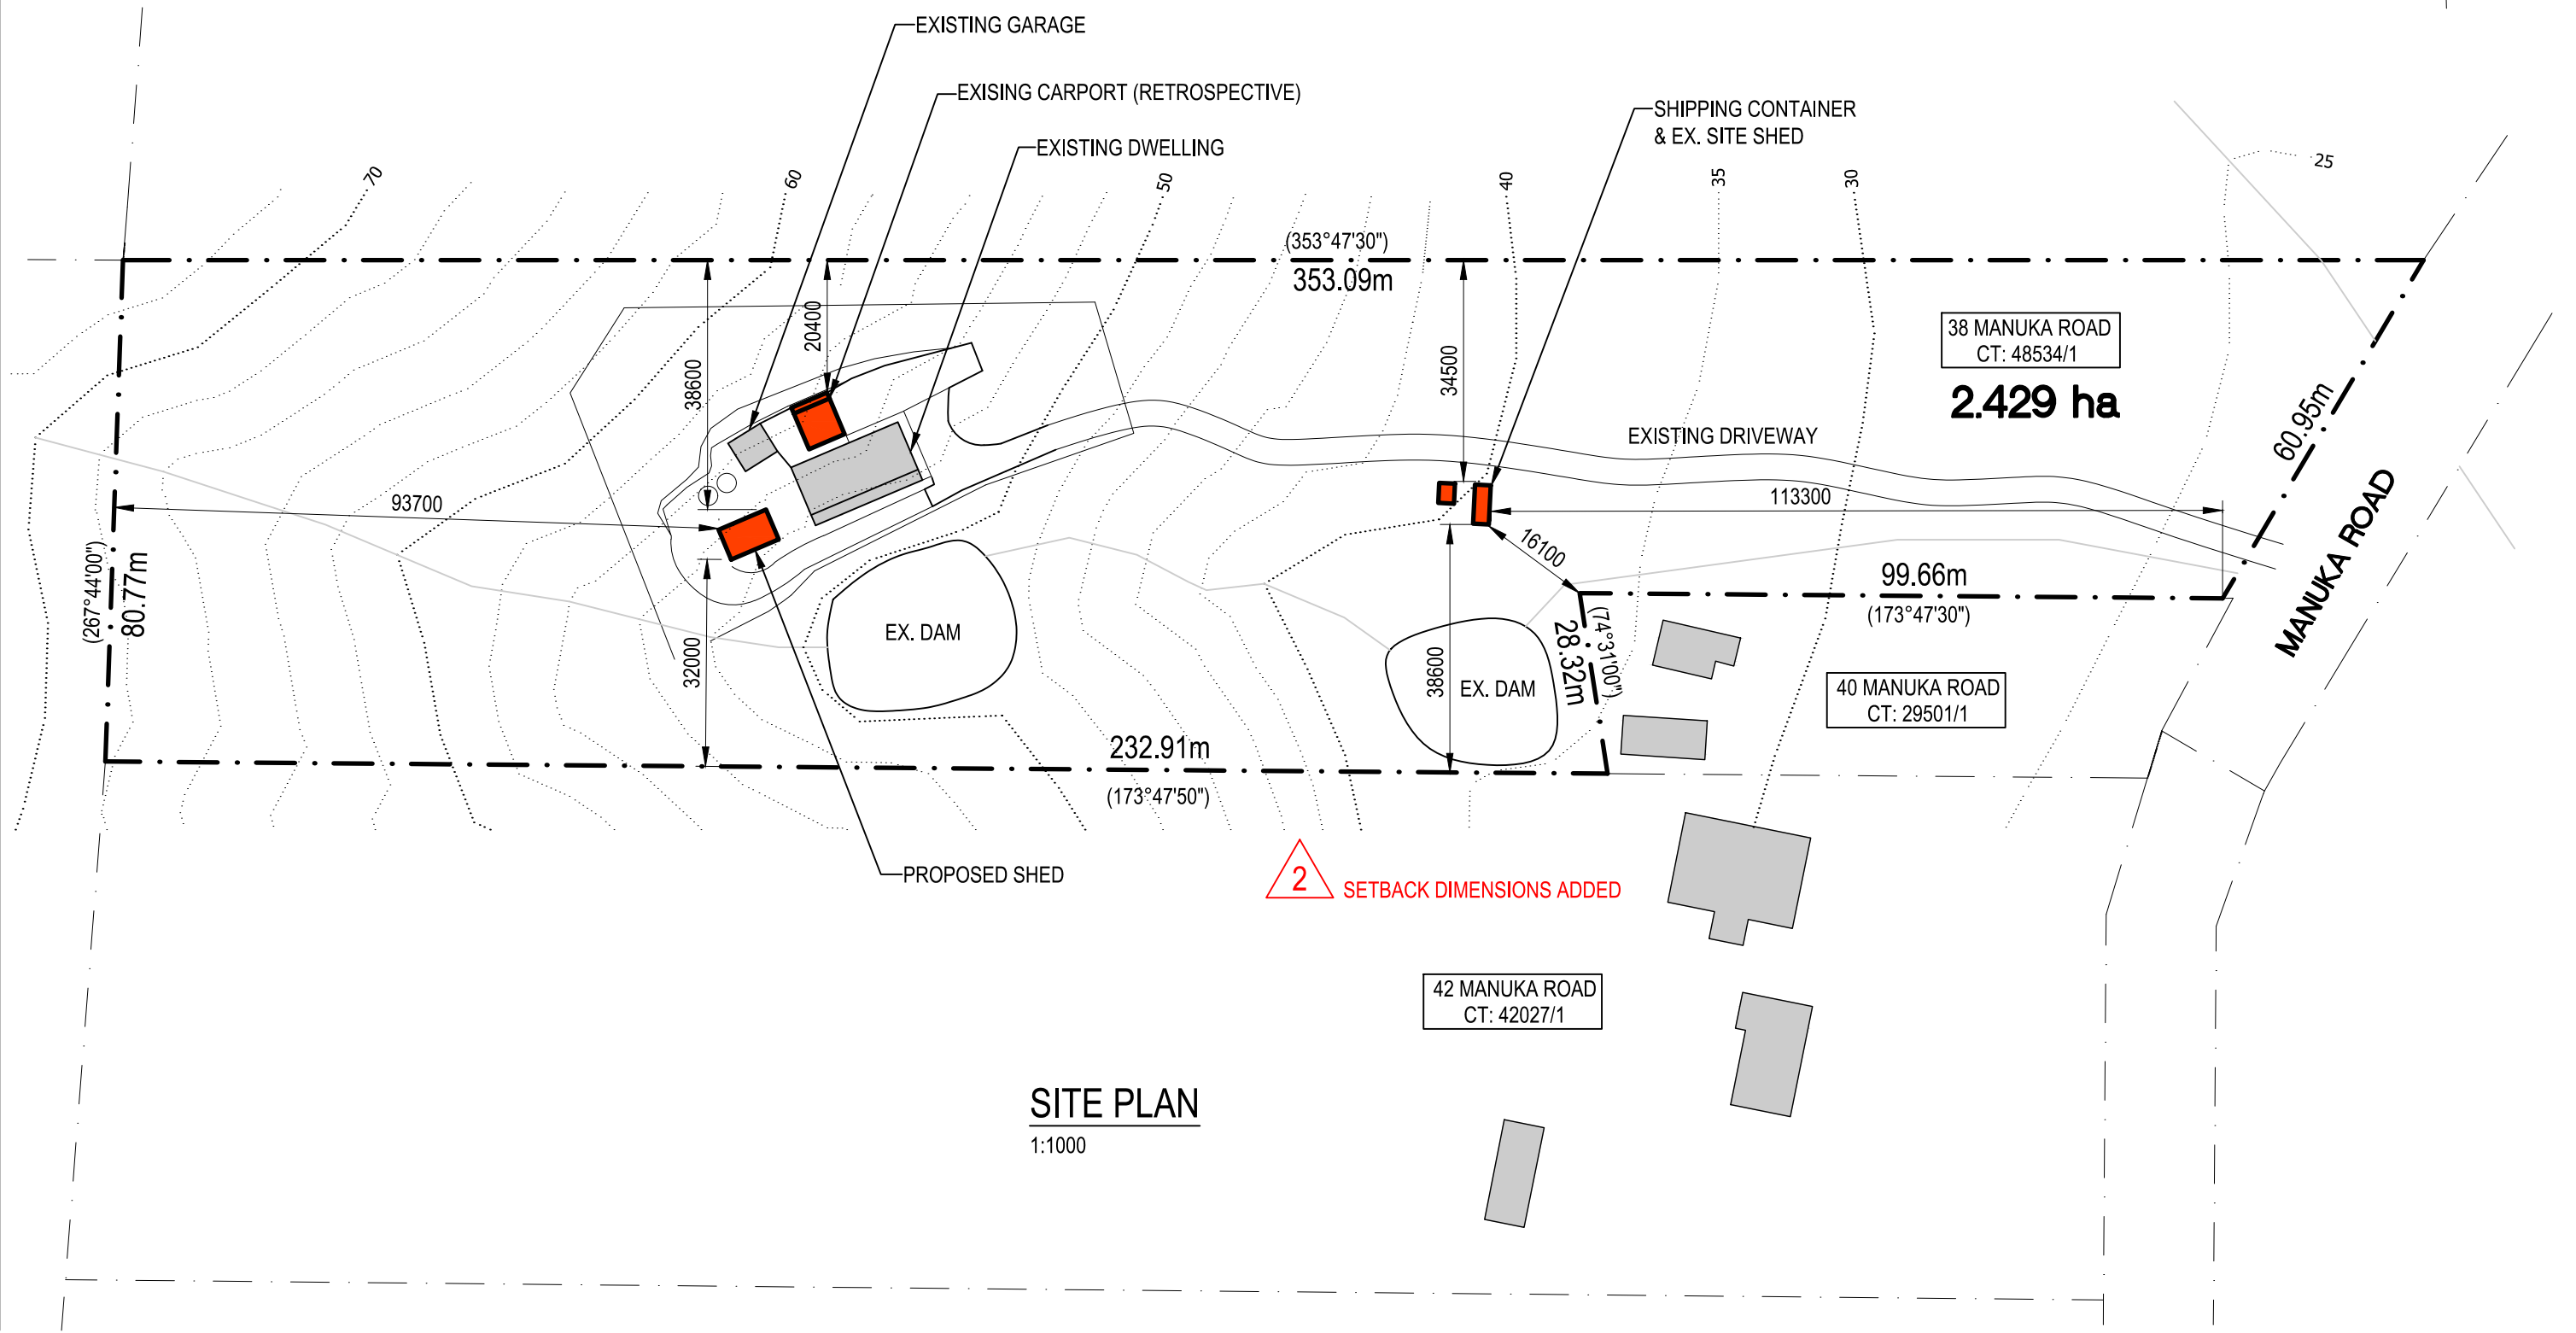 EXISTING GARAGE
EXISING CARPORT (RETROSPECTIVE)
EXISTING DWELLING
SHIPPING CONTAINER
& EX. SITE SHED
70
60
50
40
35
30
25
(353°47'30")
353.09m
38600
20400
34500
38 MANUKA ROAD
CT: 48534/1
2.429 ha
60.95m
EXISTING DRIVEWAY
93700
113300
16100
MANUKA ROAD
(267°44'00")
80.77m
99.66m
(173°47'30")
EX. DAM
32000
38600
EX. DAM
(74°31'00")
28.32m
40 MANUKA ROAD
CT: 29501/1
232.91m
(173°47'50")
PROPOSED SHED
2
SETBACK DIMENSIONS ADDED
42 MANUKA ROAD
CT: 42027/1
SITE PLAN
1:1000